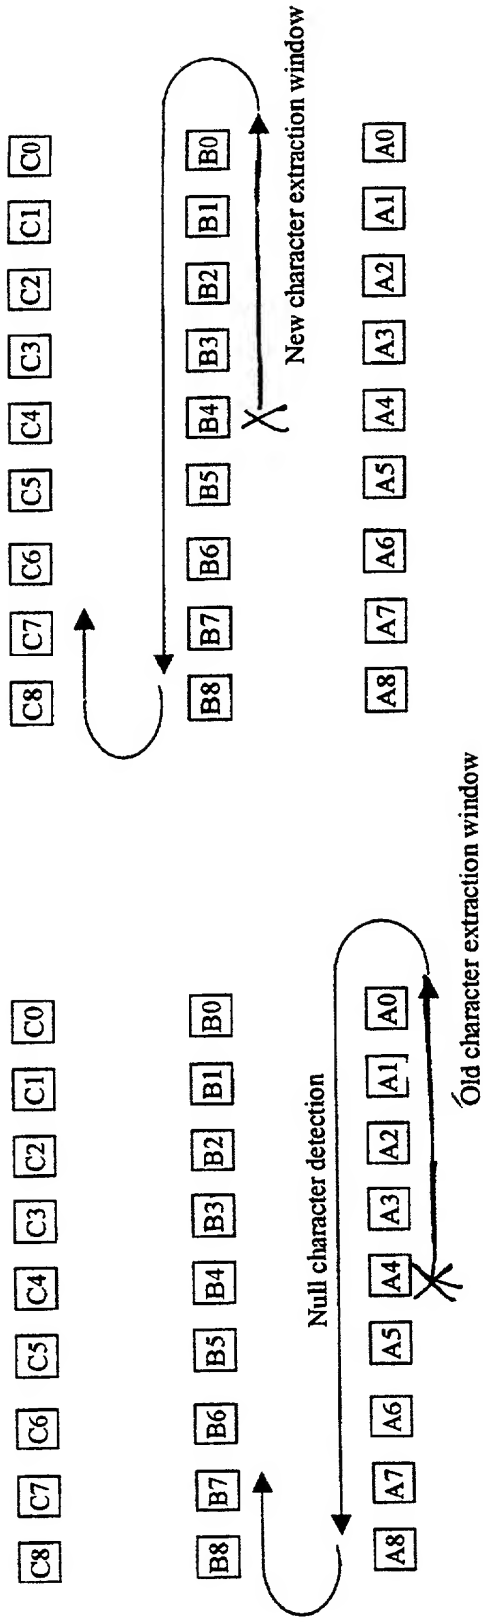 C8 C7 C6 C5 C4 C3 C2 C1 C0
B8 B7 B6 B5 B4 B3 B2 B1 B0
Null character detection
A8 A7 A6 A5 A4 A3 A2 A1 A0
Old character extraction window
C8 C7 C6 C5 C4 C3 C2 C1 C0
B8 B7 B6 B5 B4 B3 B2 B1 B0
New character extraction window
A8 A7 A6 A5 A4 A3 A2 A1 A0